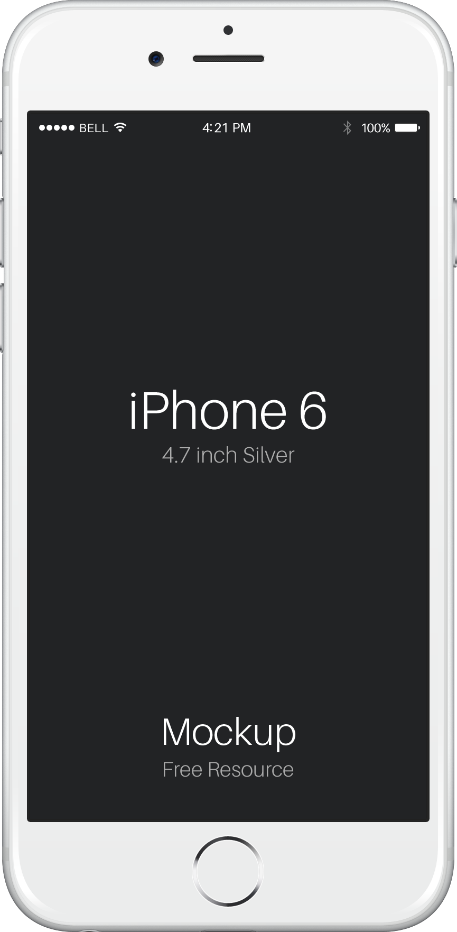 BELL 4:21 PM 100%
iPhone 6
4.7 inch Silver
Mockup
Free Resource